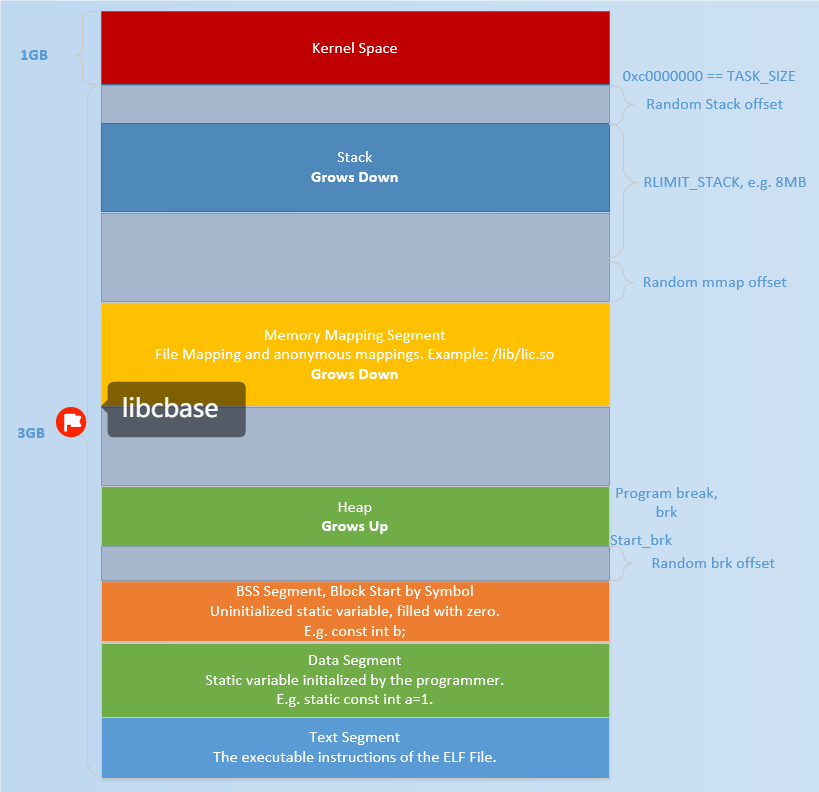 Kernel Space
1GB
0xc0000000 == TASK_SIZE
Random Stack offset
Stack
Grows Down
RLIMIT_STACK, e.g. 8MB
Random mmap offset
Memory Mapping Segment
File Mapping and anonymous mappings. Example: /lib/lic.so
Grows Down
libcbase
3GB
Program break,
brk
Heap
Grows Up
Start_brk
Random brk offset
BSS Segment, Block Start by Symbol
Uninitialized static variable, filled with zero.
E.g. const int b;
Data Segment
Static variable initialized by the programmer.
E.g. static const int a=1.
Text Segment
The executable instructions of the ELF File.